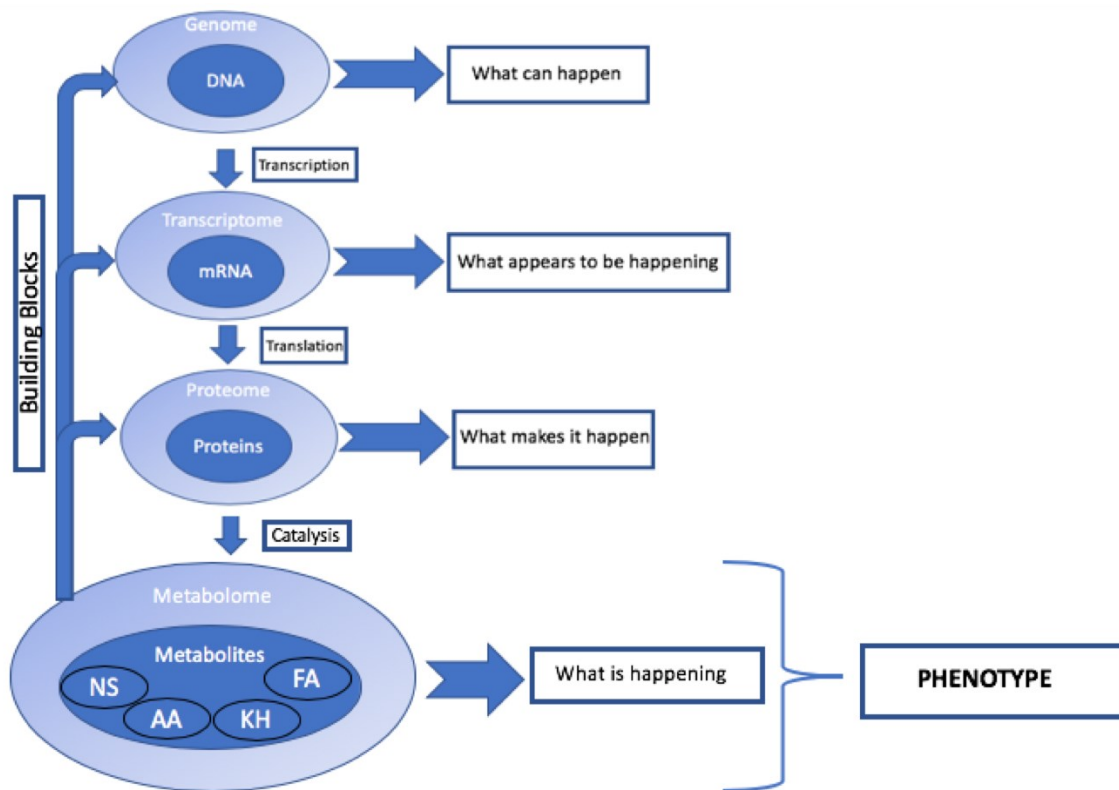 Genome
DNA
What can happen
Transcription
Transcriptome
mRNA
What appears to be happening
Building Blocks
Translation
Proteome
Proteins
What makes it happen
Catalysis
Metabolome
Metabolites
NS
FA
AA
KH
What is happening
PHENOTYPE